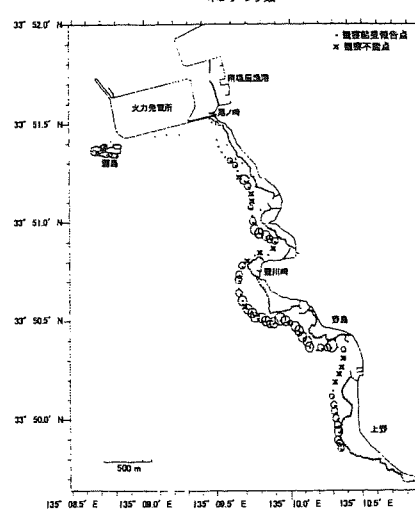 33° 52.0' N
・ 観察結果報告点
× 観察不能点
南塩屋漁港
火力発電所
33° 51.5' N
33° 51.0' N
33° 50.5' N
野島
33° 50.0' N
上野
500 m
135° 08.5' E
135° 09.0' E
135° 09.5' E
135° 10.0' E
135° 10.5' E